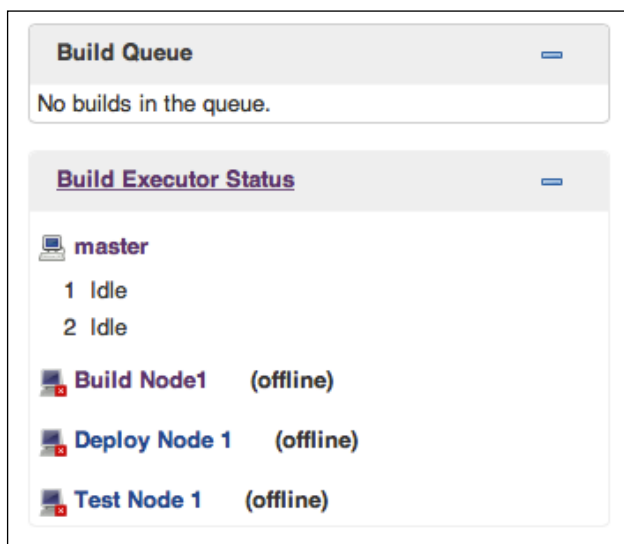 Build Queue
No builds in the queue.
Build Executor Status
master
1 Idle
2 Idle
Build Node1 (offline)
Deploy Node 1 (offline)
Test Node 1 (offline)